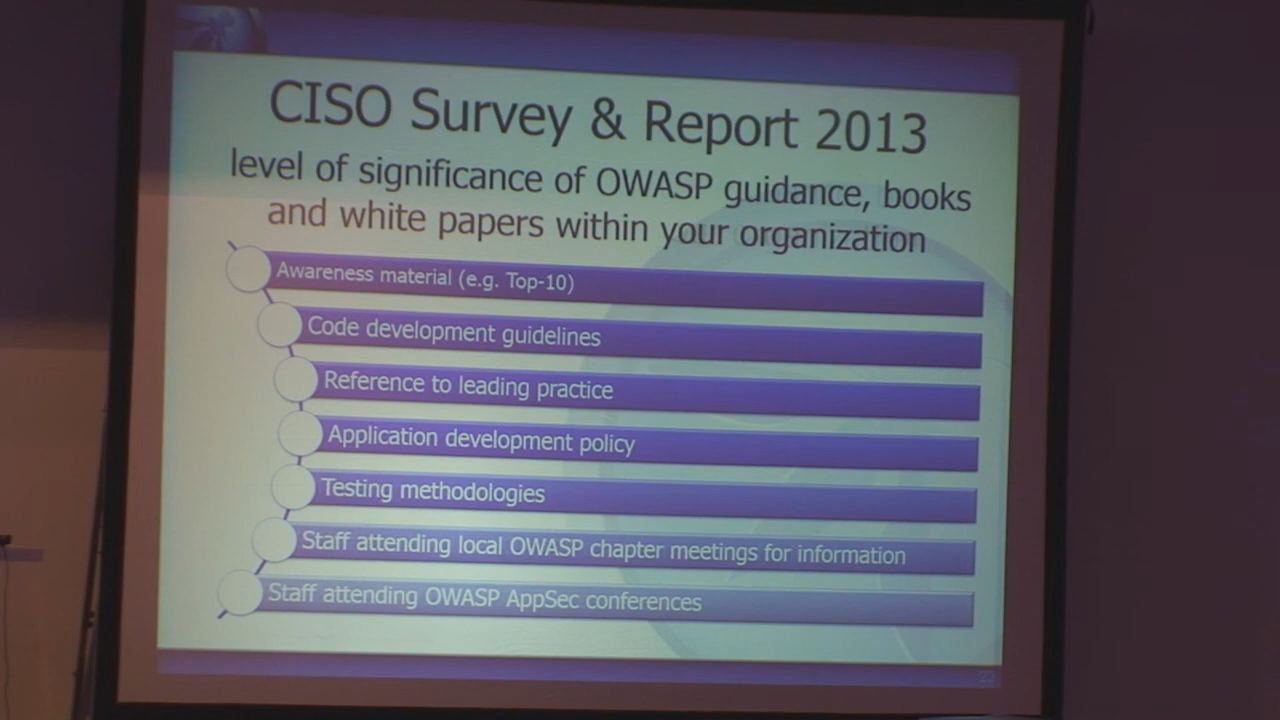 CISO Survey & Report 2013
level of significance of OWASP guidance, books
and white papers within your organization
Awareness material (e.g. Top-10)
Code development guidelines
Reference to leading practice
Application development policy
Testing methodologies
Staff attending local OWASP chapter meetings for information
Staff attending OWASP AppSec conferences